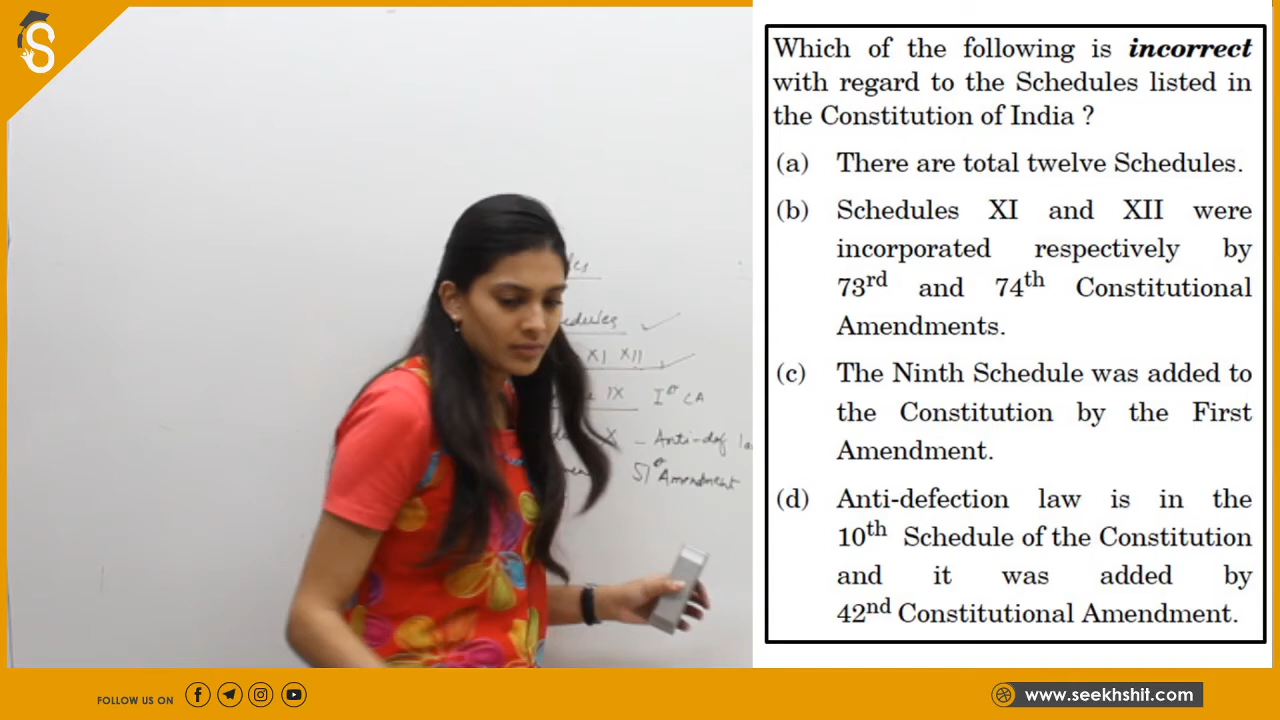 Which of the following is incorrect
with regard to the Schedules listed in
the Constitution of India ?
(a) There are total twelve Schedules.
(b) Schedules XI and XII were
incorporated respectively by
73rd and 74th Constitutional
Amendments.
(c) The Ninth Schedule was added to
the Constitution by the First
Amendment.
(d) Anti-defection law is in the
10th Schedule of the Constitution
and it was added by
42nd Constitutional Amendment.
XI XII
IX Ist CA
X - Anti-def
51st Amendment
S
FOLLOW US ON
www.seekhshit.com